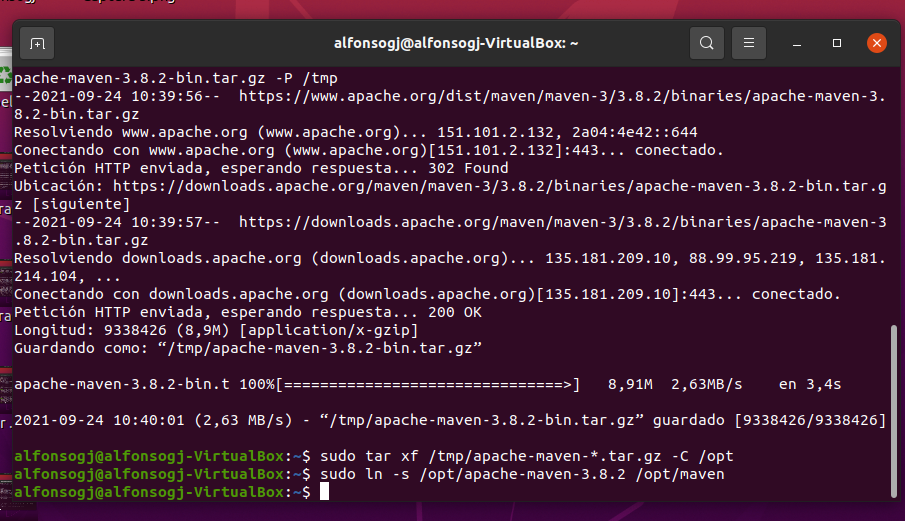 alfonsogj@alfonsogj-VirtualBox: ~
pache-maven-3.8.2-bin.tar.gz -P /tmp
--2021-09-24 10:39:56--  https://www.apache.org/dist/maven/maven-3/3.8.2/binaries/apache-maven-3.
8.2-bin.tar.gz
Resolviendo www.apache.org (www.apache.org)... 151.101.2.132, 2a04:4e42::644
Conectando con www.apache.org (www.apache.org)[151.101.2.132]:443... conectado.
Petición HTTP enviada, esperando respuesta... 302 Found
Ubicación: https://downloads.apache.org/maven/maven-3/3.8.2/binaries/apache-maven-3.8.2-bin.tar.g
z [siguiente]
--2021-09-24 10:39:57--  https://downloads.apache.org/maven/maven-3/3.8.2/binaries/apache-maven-3
.8.2-bin.tar.gz
Resolviendo downloads.apache.org (downloads.apache.org)... 135.181.209.10, 88.99.95.219, 135.181.
214.104, ...
Conectando con downloads.apache.org (downloads.apache.org)[135.181.209.10]:443... conectado.
Petición HTTP enviada, esperando respuesta... 200 OK
Longitud: 9338426 (8,9M) [application/x-gzip]
Guardando como: “/tmp/apache-maven-3.8.2-bin.tar.gz”
apache-maven-3.8.2-bin.t 100%[===============================>]   8,91M  2,63MB/s    en 3,4s
2021-09-24 10:40:01 (2,63 MB/s) - “/tmp/apache-maven-3.8.2-bin.tar.gz” guardado [9338426/9338426]
alfonsogj@alfonsogj-VirtualBox:~$ sudo tar xf /tmp/apache-maven-*.tar.gz -C /opt
alfonsogj@alfonsogj-VirtualBox:~$ sudo ln -s /opt/apache-maven-3.8.2 /opt/maven
alfonsogj@alfonsogj-VirtualBox:~$